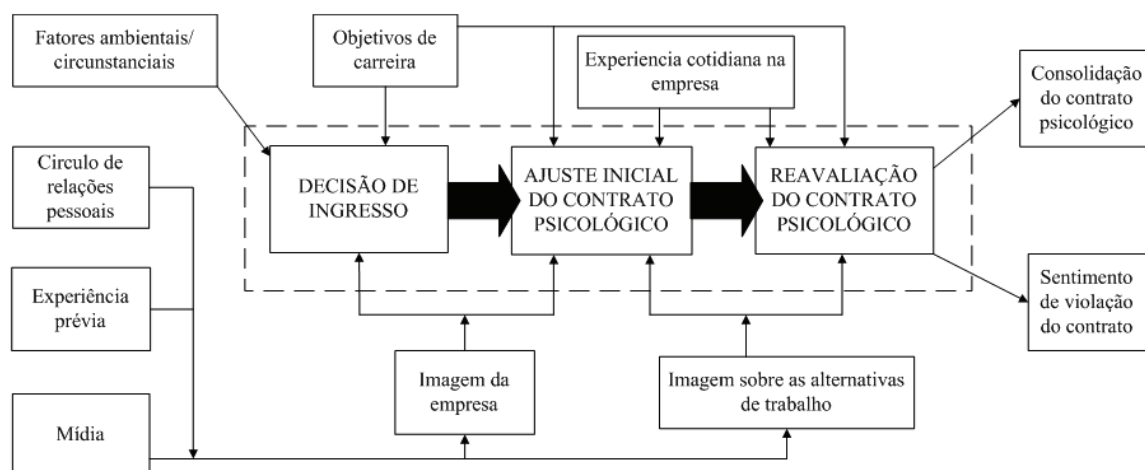 Fatores ambientais/
circunstanciais
Objetivos de
carreira
Experiencia cotidiana na
empresa
Consolidação
do contrato
psicológico
Circulo de
relações
pessoais
DECISÃO DE
INGRESSO
AJUSTE INICIAL
DO CONTRATO
PSICOLÓGICO
REAVALIAÇÃO
DO CONTRATO
PSICOLÓGICO
Experiência
prévia
Sentimento
de violação
do contrato
Imagem da
empresa
Imagem sobre as alternativas
de trabalho
Mídia